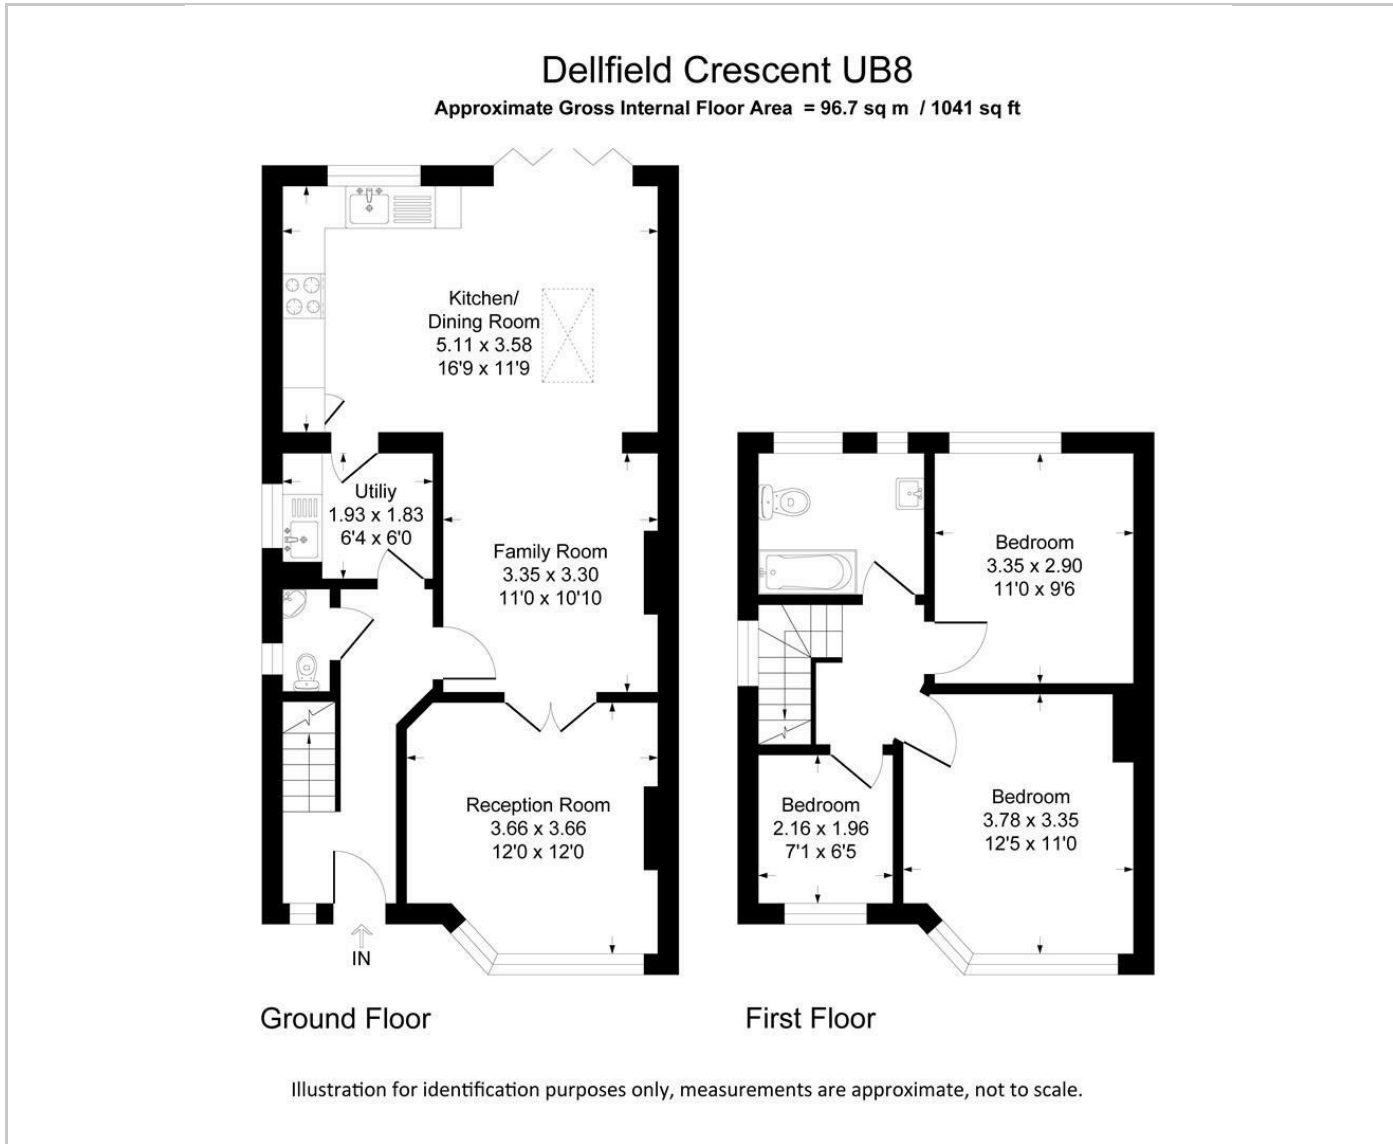 Dellfield Crescent UB8
Approximate Gross Internal Floor Area = 96.7 sq m / 1041 sq ft
Kitchen/
Dining Room
5.11 x 3.58
16'9 x 11'9
Utiliy
1.93 x 1.83
6'4 x 6'0
Family Room
3.35 x 3.30
11'0 x 10'10
Reception Room
3.66 x 3.66
12'0 x 12'0
IN
Ground Floor
Bedroom
3.35 x 2.90
11'0 x 9'6
Bedroom
2.16 x 1.96
7'1 x 6'5
Bedroom
3.78 x 3.35
12'5 x 11'0
First Floor
Illustration for identification purposes only, measurements are approximate, not to scale.